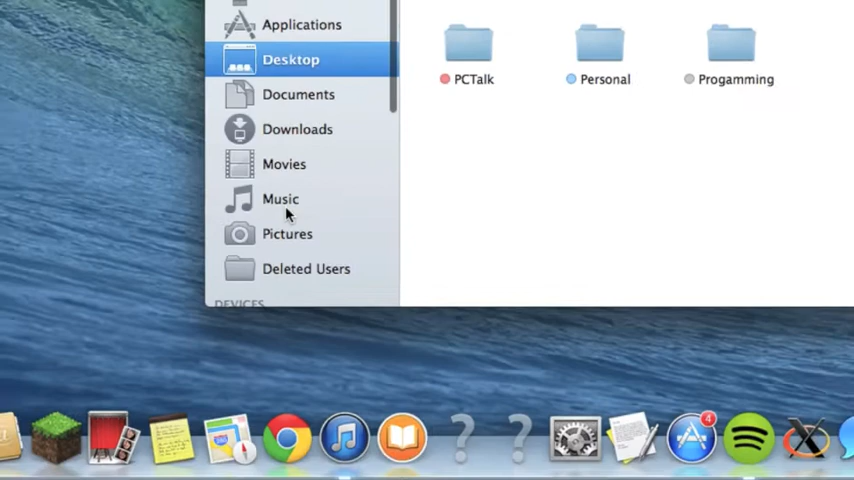 Applications
Desktop
Documents
Downloads
Movies
Music
Pictures
Deleted Users
DEVICES
PCTalk
Personal
Progamming
4
? ?